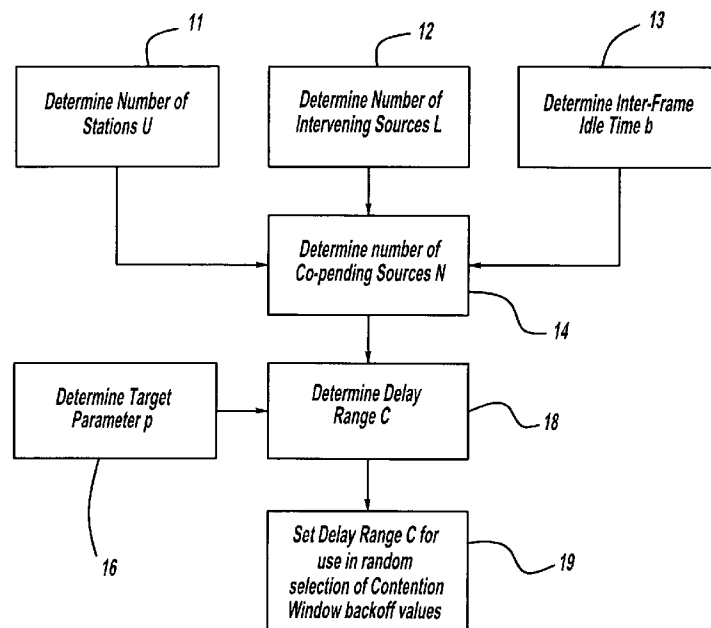 11
12
13
Determine Number of
Stations U
Determine Number of
Intervening Sources L
Determine Inter-Frame
Idle Time b
Determine number of
Co-pending Sources N
14
Determine Target
Parameter p
Determine Delay
Range C
18
16
Set Delay Range C for
use in random
selection of Contention
Window backoff values
19